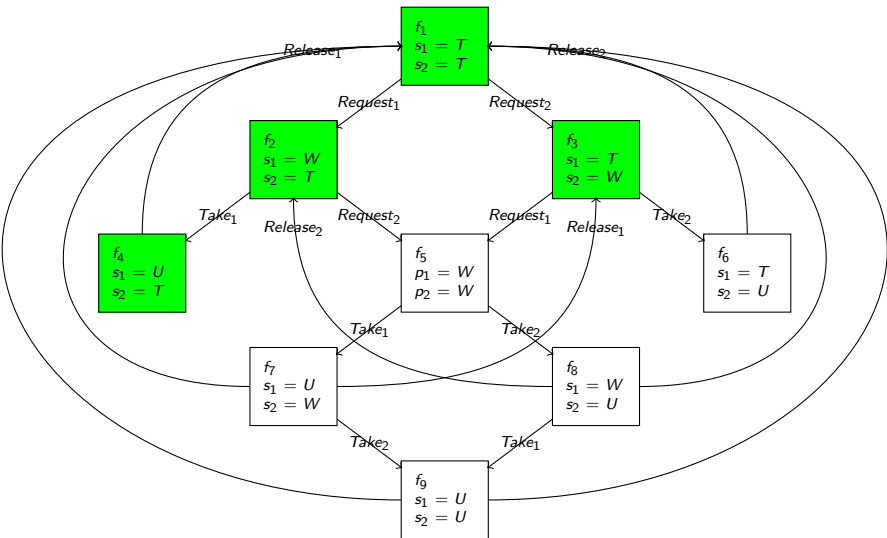 f1
s1 = T
s2 = T
Release1
Release2
Request1
Request2
f2
s1 = W
s2 = T
f3
s1 = T
s2 = W
Take1
Request2
Request1
Take2
Release2
Release1
f4
s1 = U
s2 = T
f5
p1 = W
p2 = W
f6
s1 = T
s2 = U
Take1
Take2
f7
s1 = U
s2 = W
f8
s1 = W
s2 = U
Take2
Take1
f9
s1 = U
s2 = U